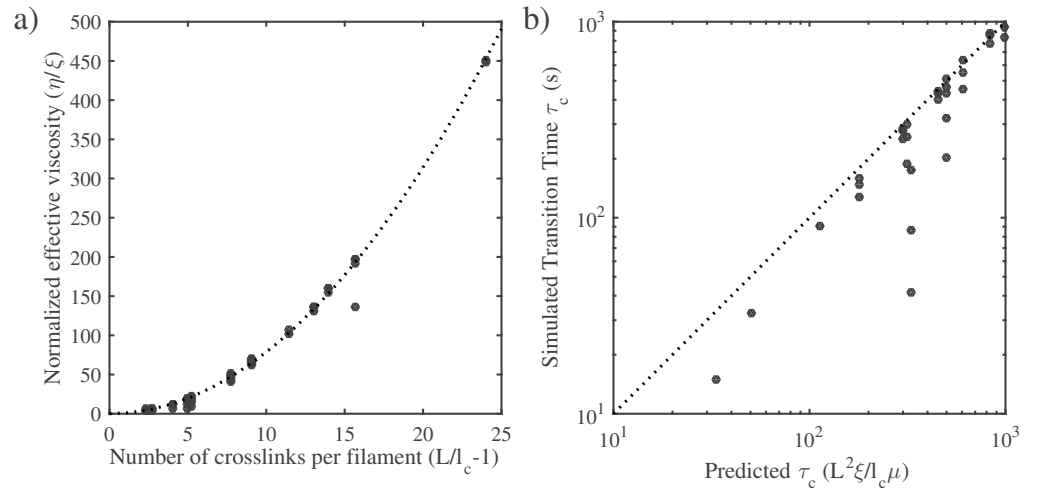 a)
Normalized effective viscosity (η/ξ)
500
450
400
350
300
250
200
150
100
50
0
0 5 10 15 20 25
Number of crosslinks per filament (L/l_c-1)
b)
Simulated Transition Time τ_c (s)
10^3
10^2
10^1
10^1 10^2 10^3
Predicted τ_c (L^2ξ/l_cμ)